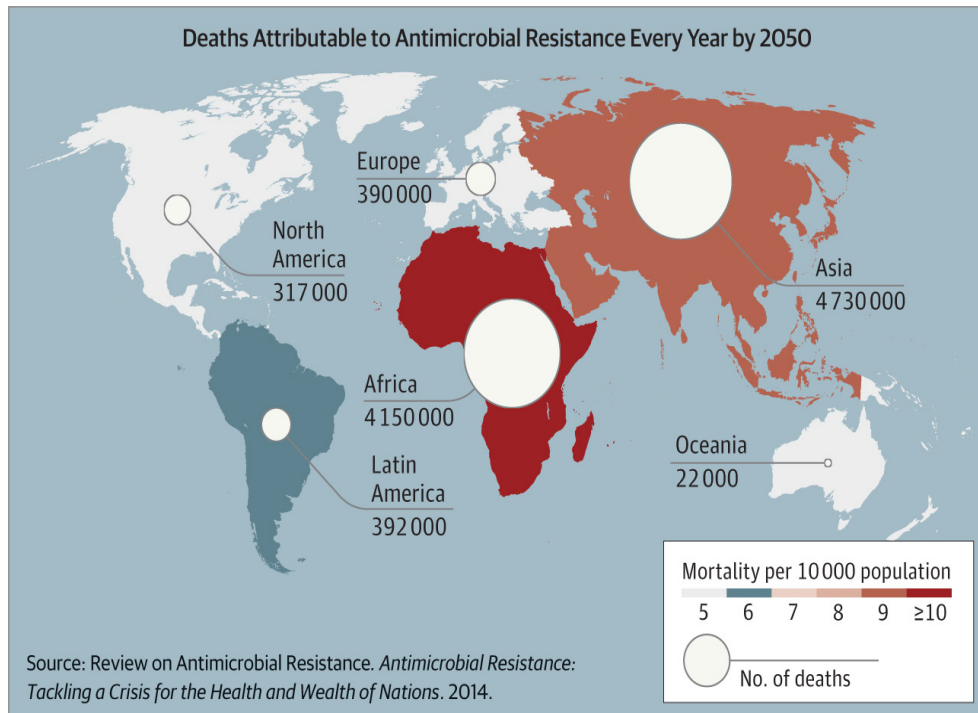 Deaths Attributable to Antimicrobial Resistance Every Year by 2050
Europe
390 000
North
America
317 000
Asia
4 730 000
Africa
4 150 000
Oceania
22 000
Latin
America
392 000
Mortality per 10 000 population
5 6 7 8 9 ≥10
No. of deaths
Source: Review on Antimicrobial Resistance. Antimicrobial Resistance:
Tackling a Crisis for the Health and Wealth of Nations. 2014.